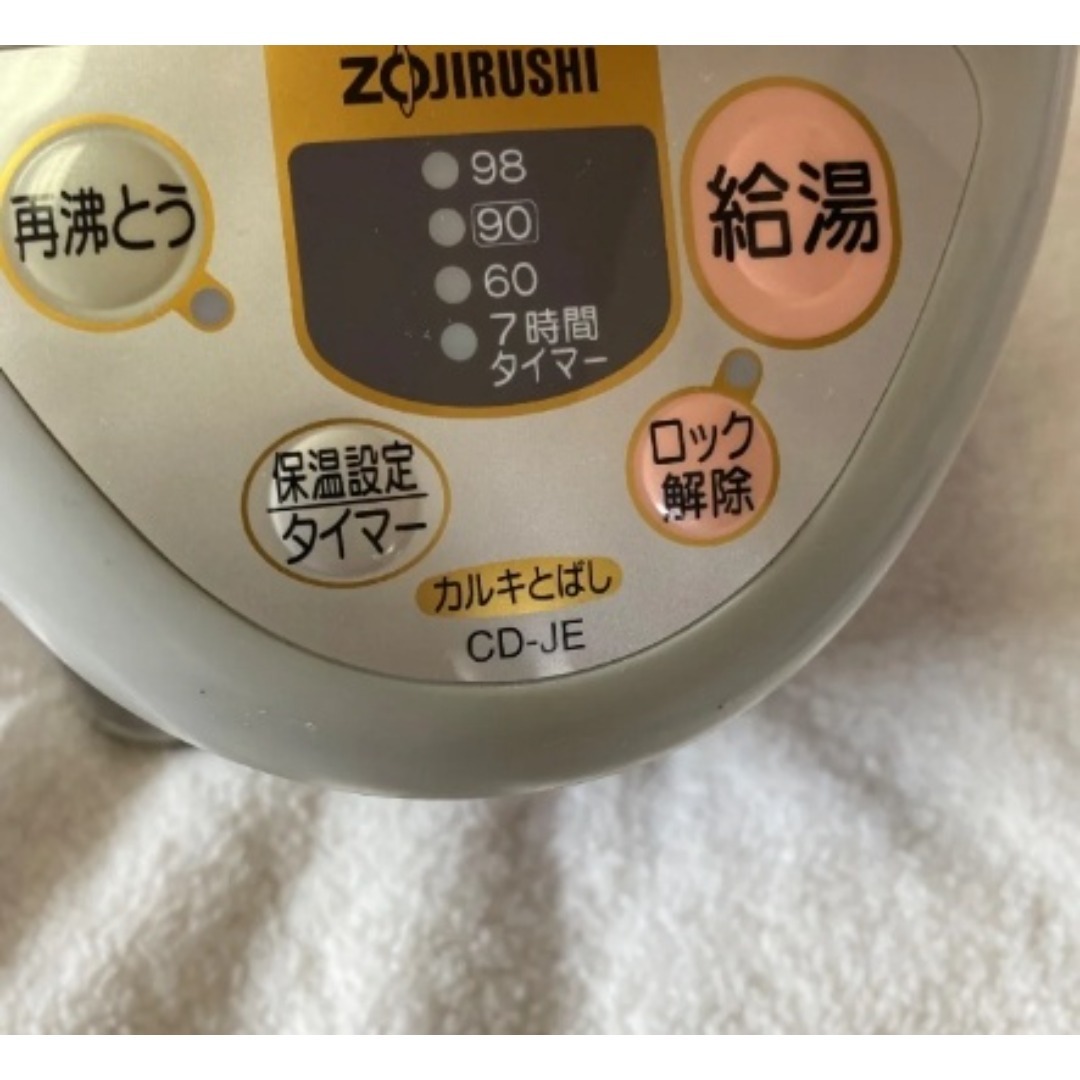 ZOJIRUSHI
再沸とう
98
90
60
7時間
タイマー
給湯
保温設定
タイマー
ロック
解除
カルキとばし
CD-JE